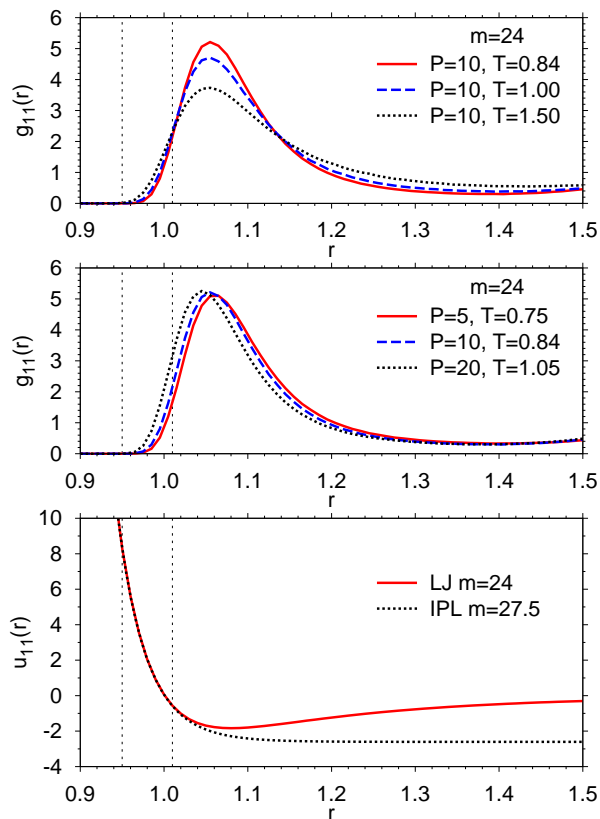 m=24
P=10, T=0.84
P=10, T=1.00
P=10, T=1.50
g11(r)
6
5
4
3
2
1
0
0.9 1.0 1.1 1.2 1.3 1.4 1.5
r
m=24
P=5, T=0.75
P=10, T=0.84
P=20, T=1.05
g11(r)
6
5
4
3
2
1
0
0.9 1.0 1.1 1.2 1.3 1.4 1.5
r
LJ m=24
IPL m=27.5
u11(r)
10
8
6
4
2
0
-2
-4
0.9 1.0 1.1 1.2 1.3 1.4 1.5
r